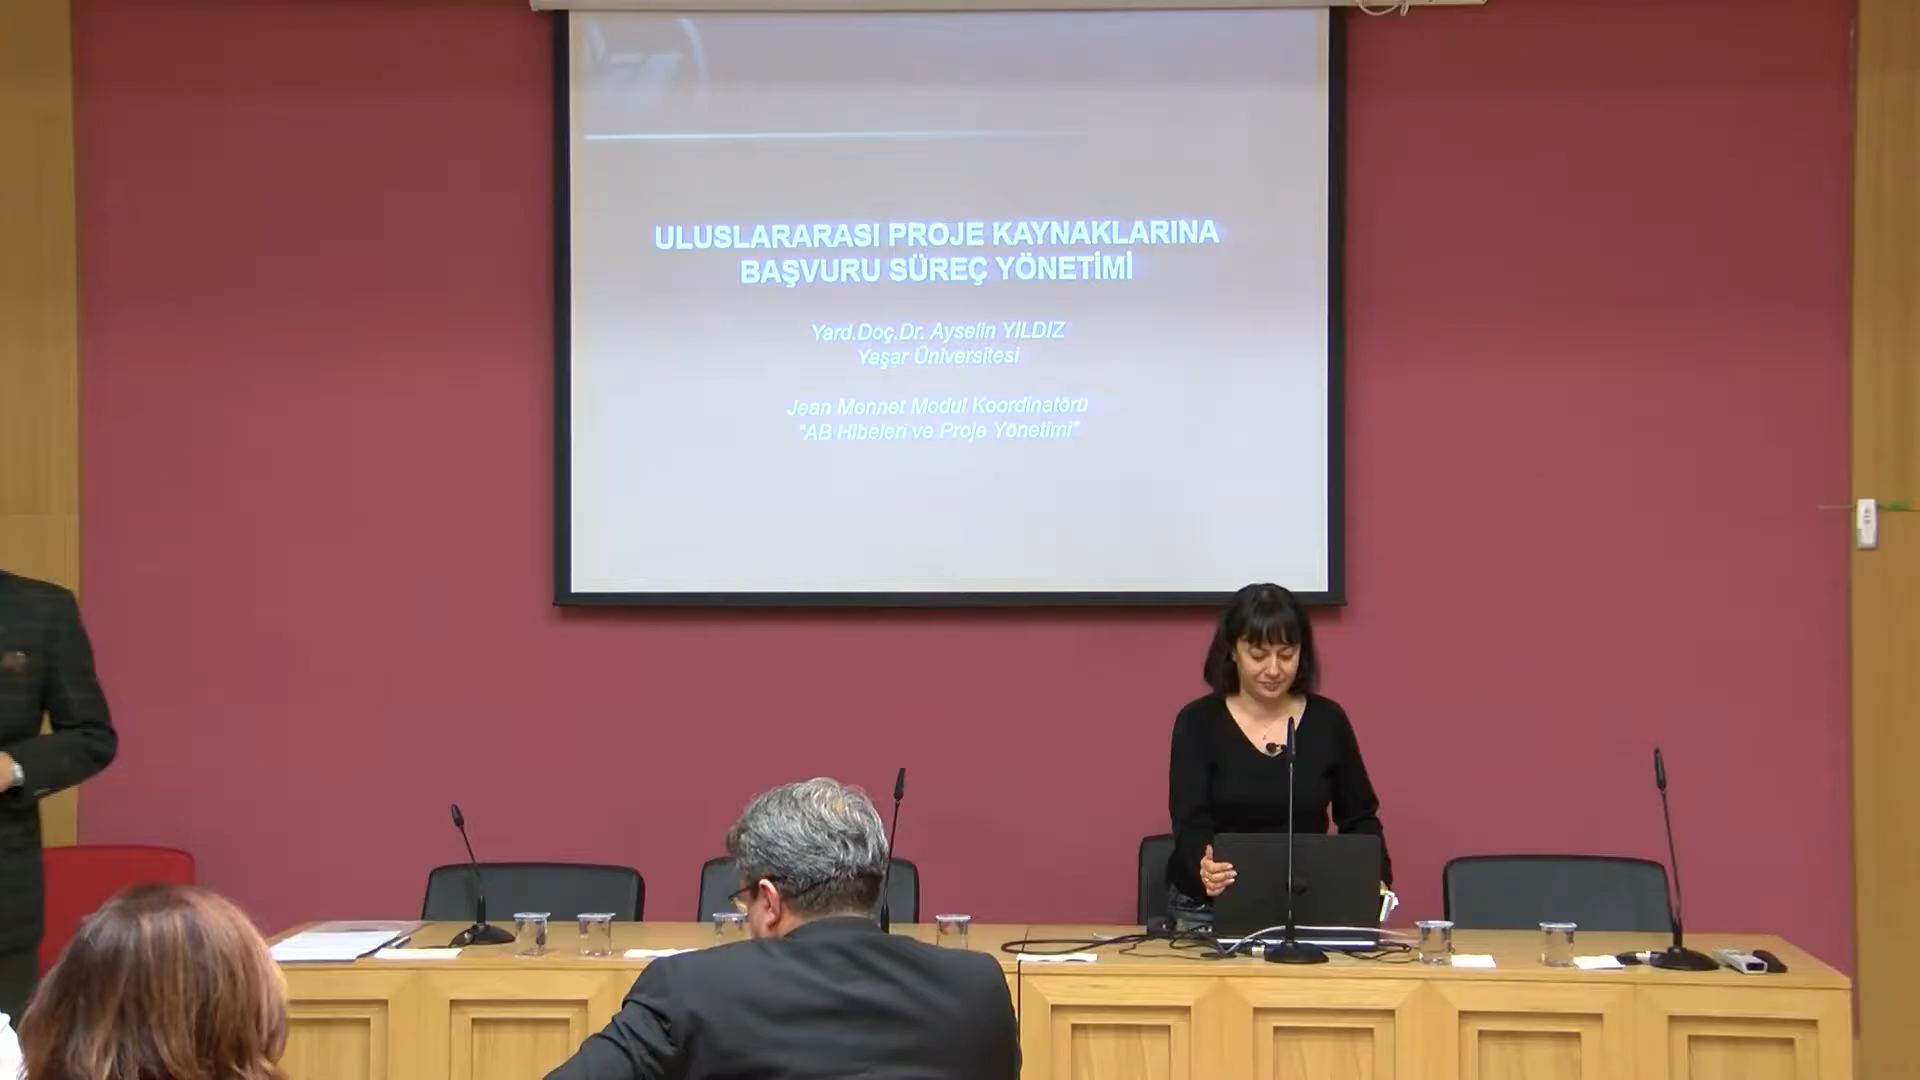 ULUSLARARASI PROJE KAYNAKLARINA
BAŞVURU SÜREÇ YÖNETİMİ
Yard.Doç.Dr. Ayselin YILDIZ
Yaşar Üniversitesi
Jean Monnet Modul Koordinatörü
"AB Hibeleri ve Proje Yönetimi"